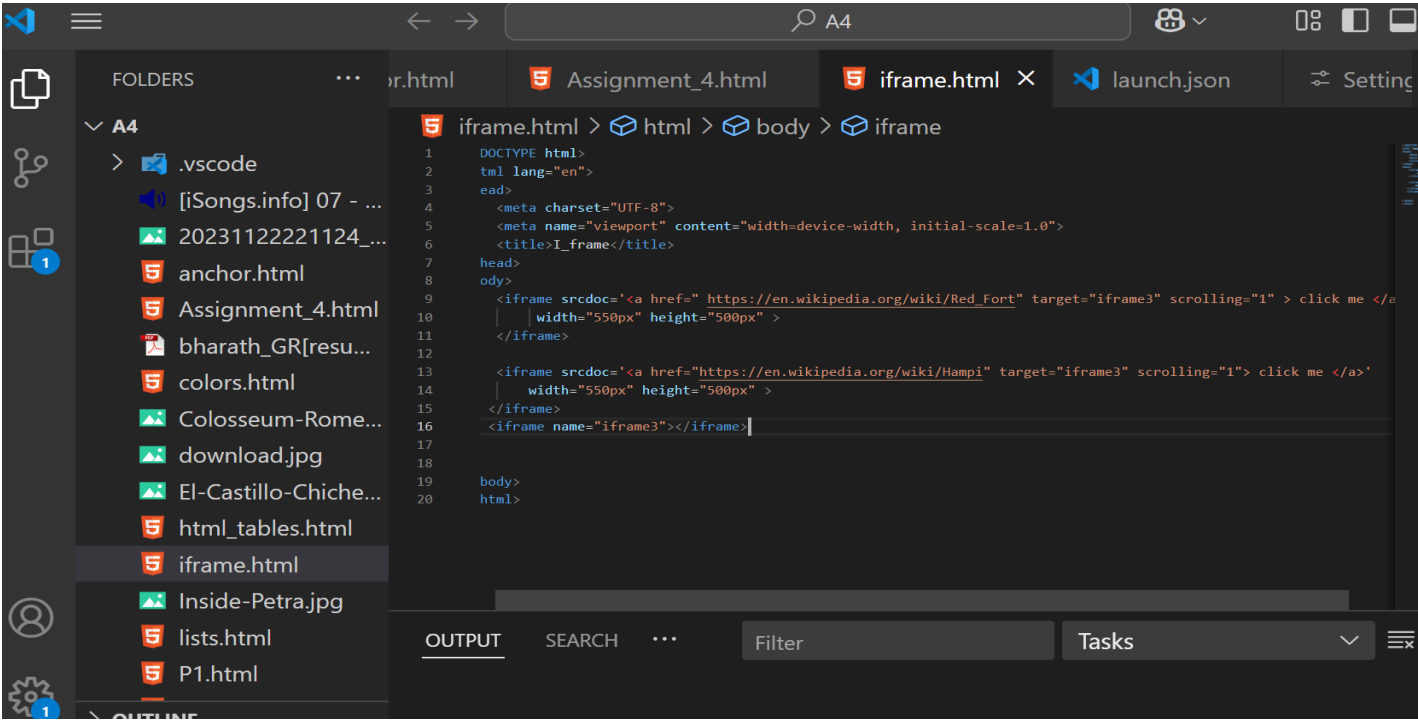 A4
FOLDERS ...
or.html
Assignment_4.html
iframe.html
launch.json
Setting
A4
.vscode
[iSongs.info] 07 - ...
20231122221124_...
anchor.html
Assignment_4.html
bharath_GR[resu...
colors.html
Colosseum-Rome...
download.jpg
El-Castillo-Chiche...
html_tables.html
iframe.html
Inside-Petra.jpg
lists.html
P1.html
OUTLINE
1
1
iframe.html > html > body > iframe
1 DOCTYPE html>
2 tml lang="en">
3 ead>
4 <meta charset="UTF-8">
5 <meta name="viewport" content="width=device-width, initial-scale=1.0">
6 <title>I_frame</title>
7 head>
8 ody>
9 <iframe srcdoc='<a href=" https://en.wikipedia.org/wiki/Red_Fort" target="iframe3" scrolling="1" > click me </a
10 width="550px" height="500px" >
11 </iframe>
12
13 <iframe srcdoc='<a href="https://en.wikipedia.org/wiki/Hampi" target="iframe3" scrolling="1"> click me </a>'
14 width="550px" height="500px" >
15 </iframe>
16 <iframe name="iframe3"></iframe>
17
18
19 body>
20 html>
OUTPUT SEARCH ... Filter Tasks